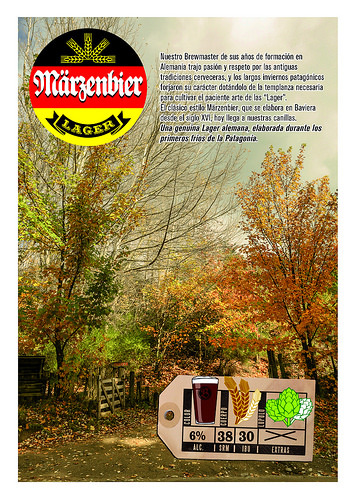 Märzenbier
LAGER
Nuestro Brewmaster de sus años de formación en
Alemania trajo pasión y respeto por las antiguas
tradiciones cerveceras, y los largos inviernos patagónicos
forjaron su carácter dotándolo de la templanza necesaria
para cultivar el paciente arte de las "Lager".
El clásico estilo Märzenbier, que se elabora en Baviera
desde el siglo XVI, hoy llega a nuestras canillas.
Una genuina Lager alemana, elaborada durante los
primeros fríos de la Patagonia.
COLOR
CUERPO
6% 38 30
ALC. SRM IBU EXTRAS